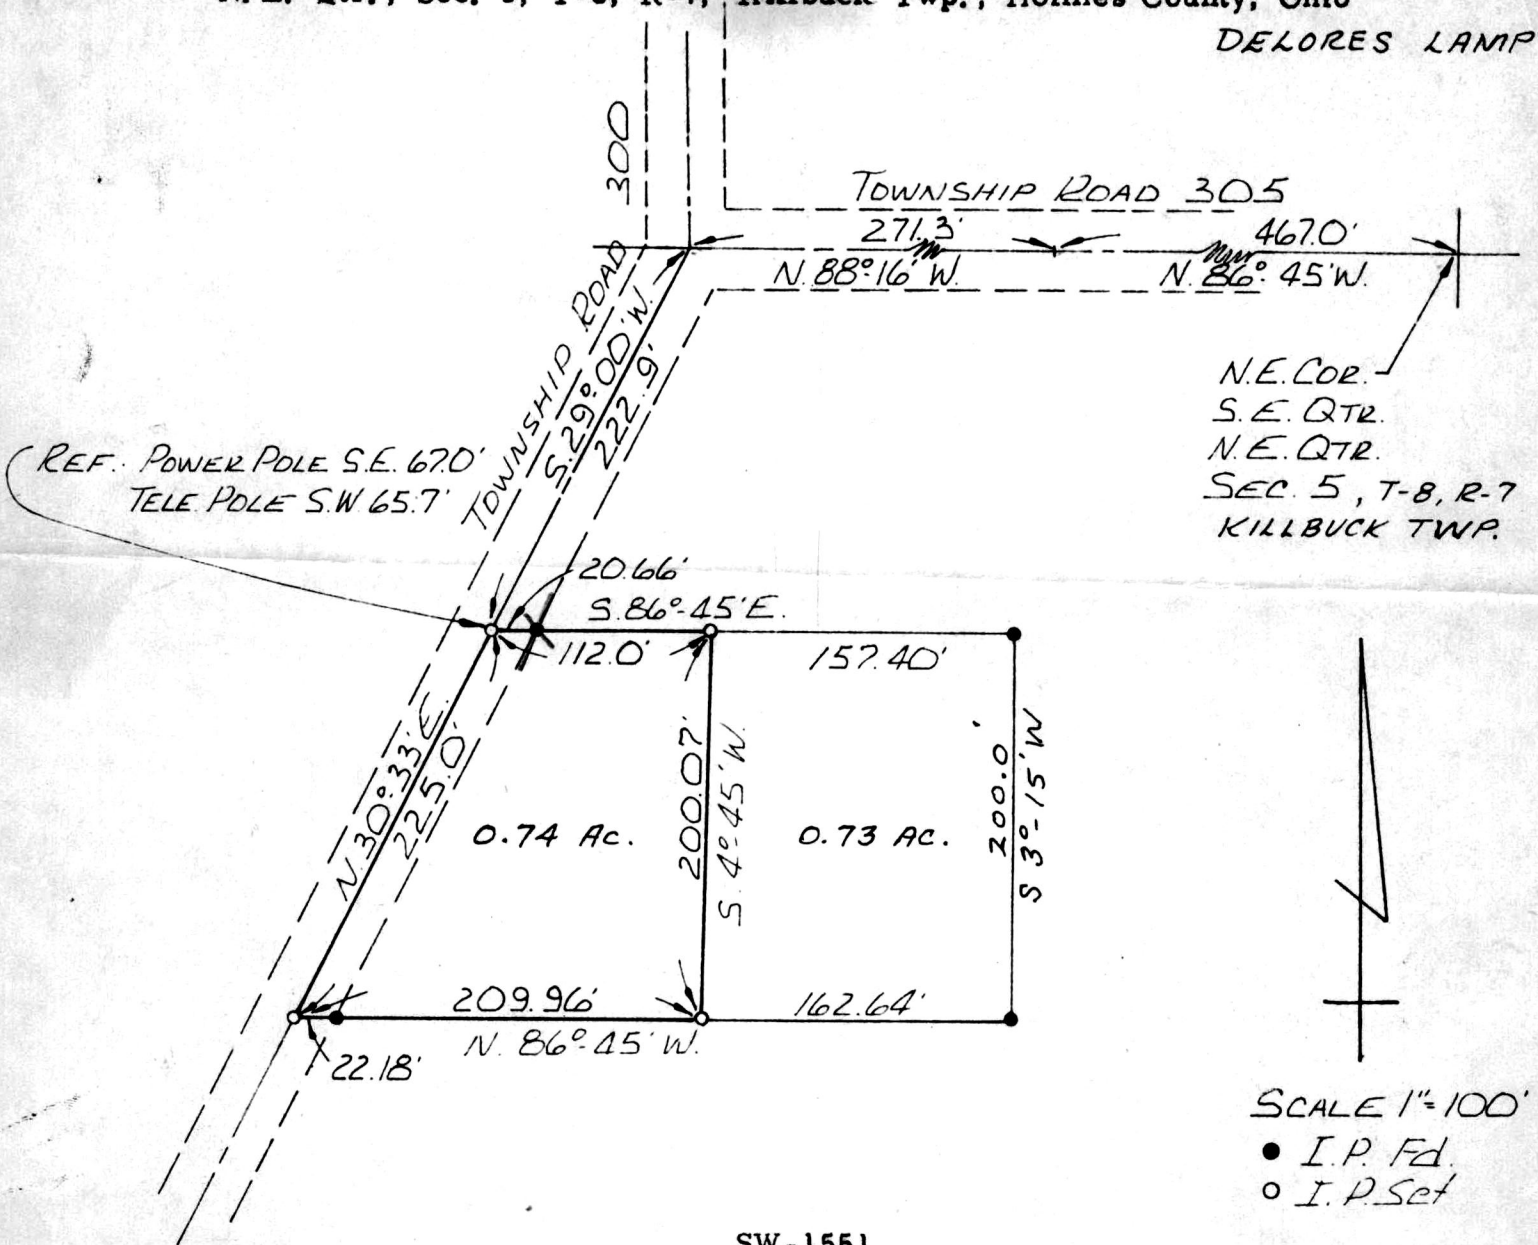 DELORES LAMP
300
TOWNSHIP ROAD 305
271.3'
467.0'
N. 88°-16' W.
N. 86°-45' W.
TOWNSHIP ROAD
S. 29°-00' W.
222.9'
N.E. COR.
S.E. QTR.
N.E. QTR.
SEC. 5, T-8, R-7
KILLBUCK TWP.
REF. POWER POLE S.E. 67.0'
TELE. POLE S.W. 65.7'
20.66'
S. 86°-45' E.
112.0'
157.40'
N. 30°-33' E.
225.0'
0.74 AC.
200.07'
S. 4°-45' W.
0.73 AC.
200.0'
S 3°-15' W
209.96'
162.64'
N. 86°-45' W.
22.18'
SCALE 1"=100'
I.P. Fd.
I.P. Set
SW-1551